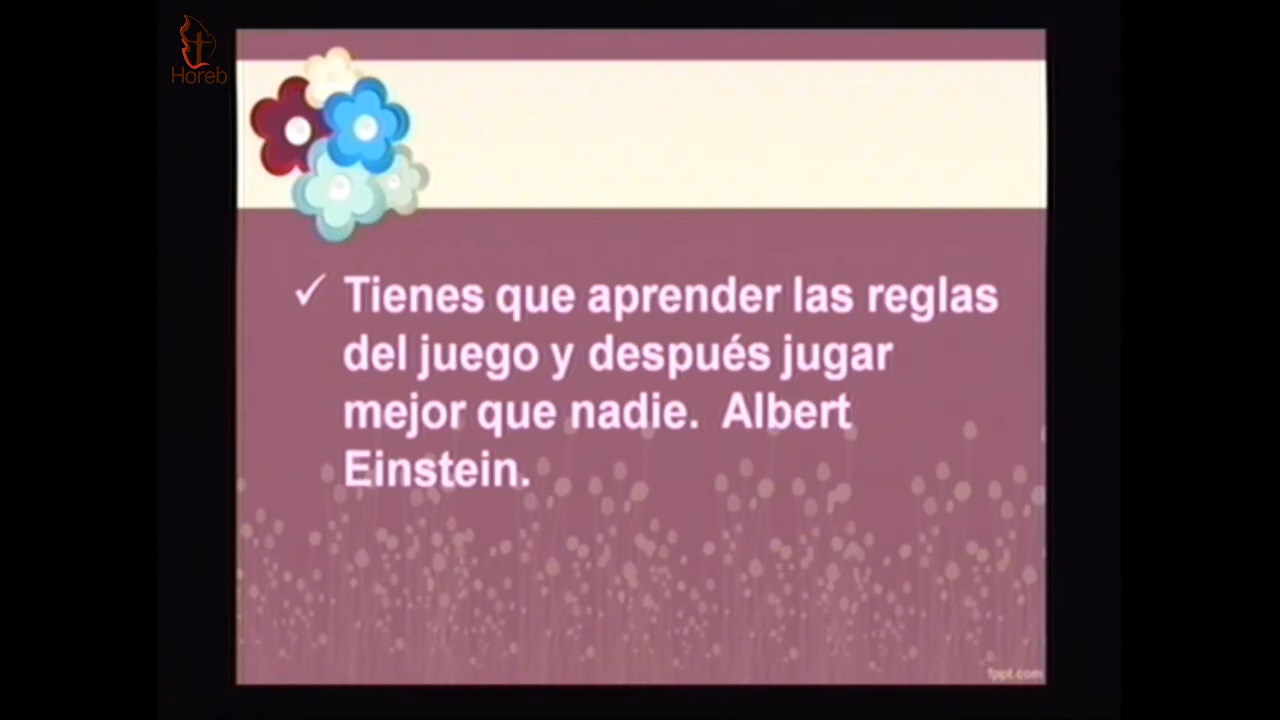 Horeb
✓ Tienes que aprender las reglas
del juego y después jugar
mejor que nadie.  Albert
Einstein.
fppt.com